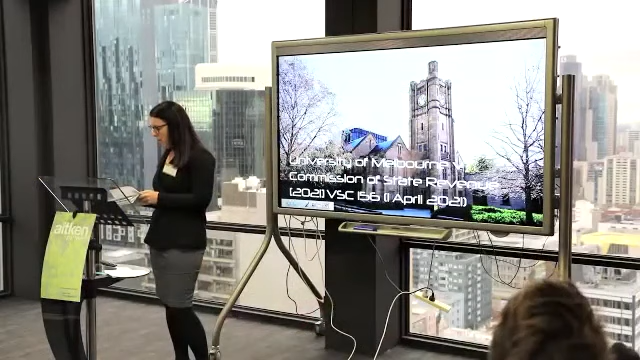 aitken
University of Melbourne v
Commission of State Revenue
[2021] VSC 156 (1 April 2021)